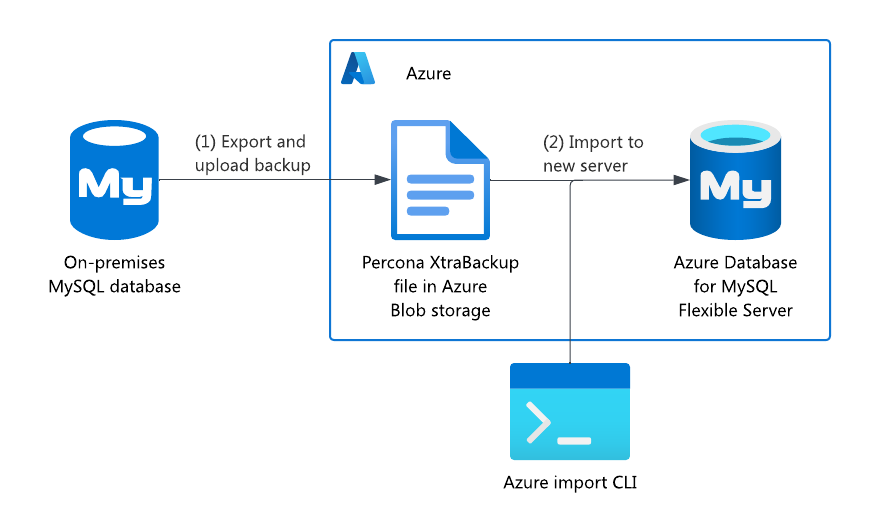 Azure
(1) Export and
upload backup
(2) Import to
new server
My
My
On-premises
MySQL database
Percona XtraBackup
file in Azure
Blob storage
Azure Database
for MySQL
Flexible Server
>_
Azure import CLI